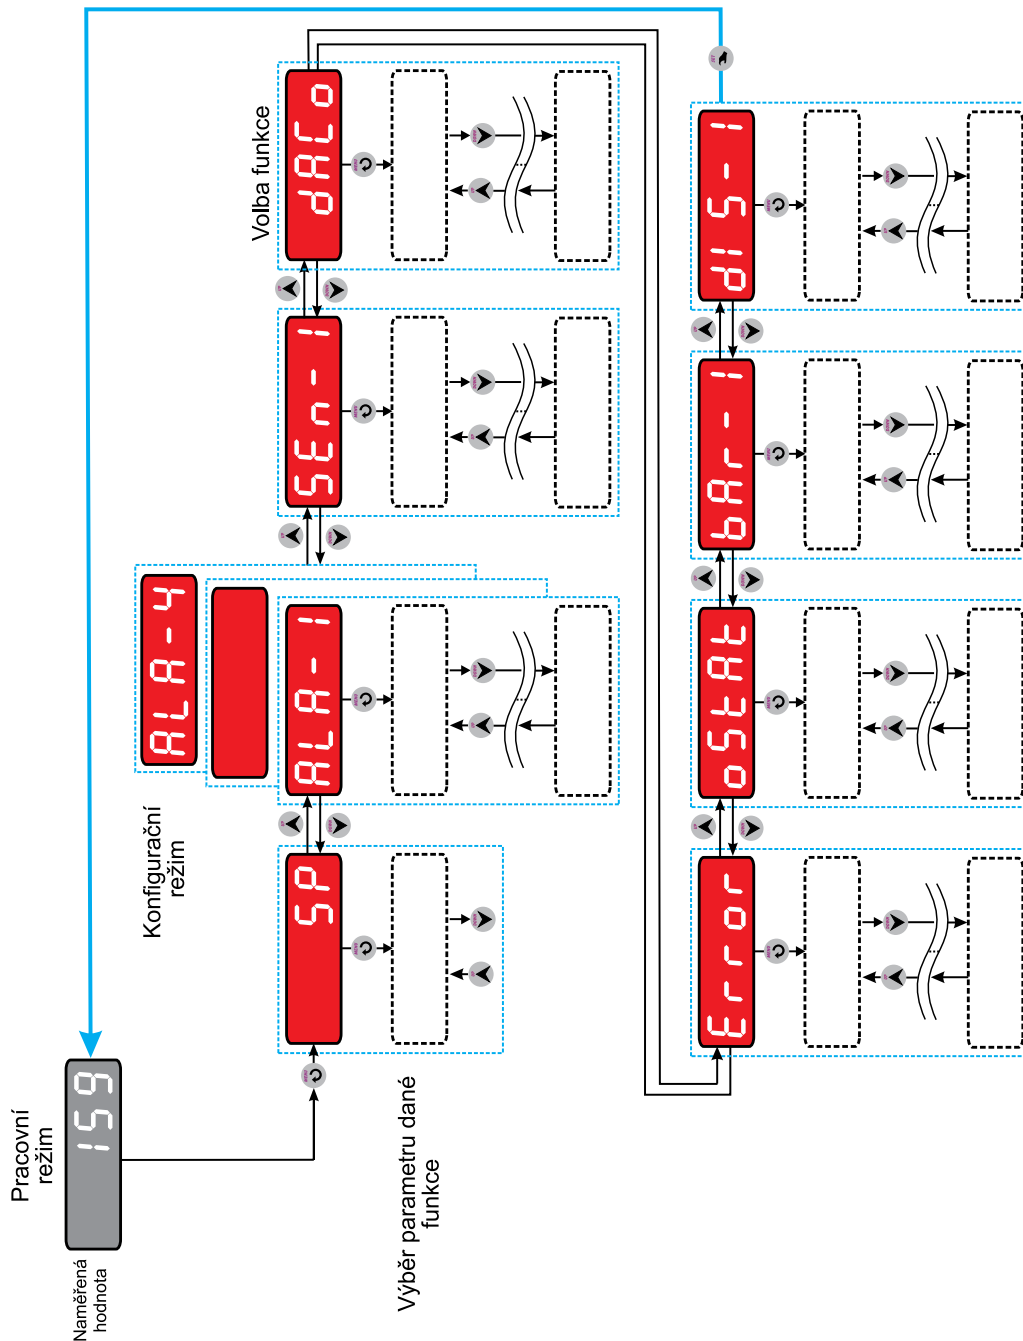 Pracovní
režim
Naměřená
hodnota
159
Konfigurační
režim
Volba funkce
Výběr parametru dané
funkce
SP
ALA-1
ALA-4
SEn-1
dACo
Error
oStAt
bAr-1
diS-1